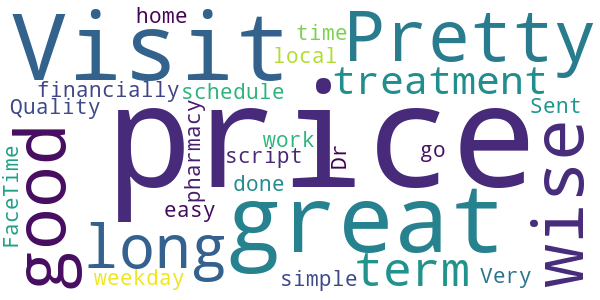 home
Visit
Pretty
time
local
treatment
financially
schedule
Quality
price
Sent
good
pharmacy
work
script
Dr
go
wise
FaceTime
done
easy
great
long
term
weekday
simple
Very